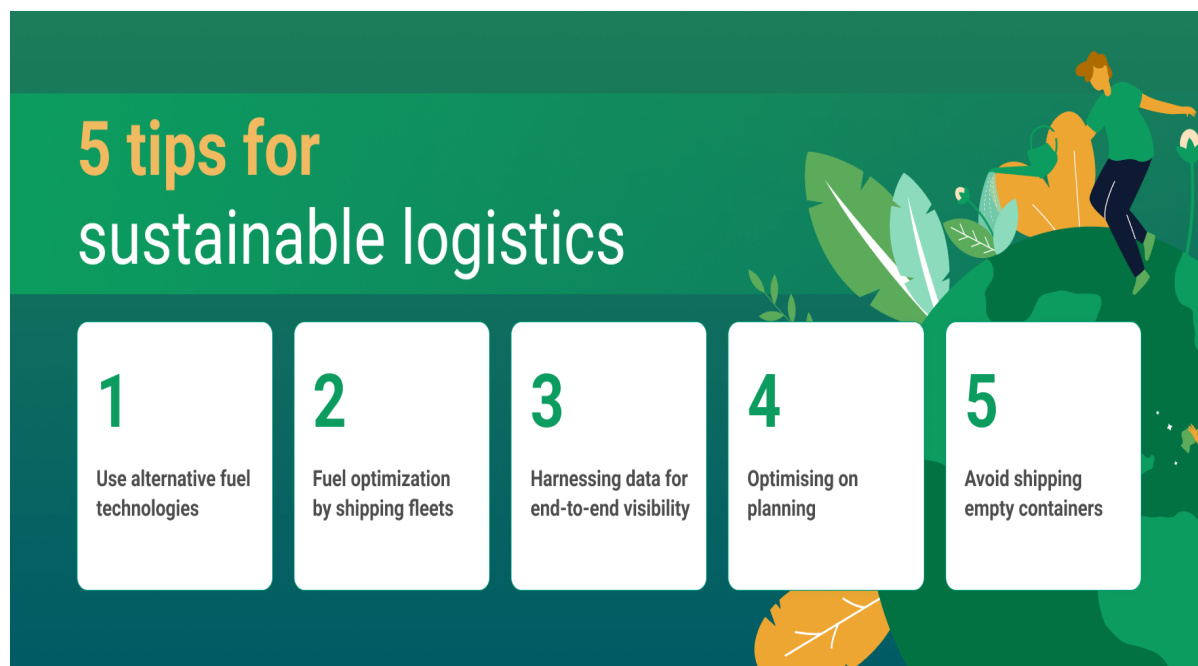 5 tips for
sustainable logistics
1
Use alternative fuel
technologies
2
Fuel optimization
by shipping fleets
3
Harnessing data for
end-to-end visibility
4
Optimising on
planning
5
Avoid shipping
empty containers